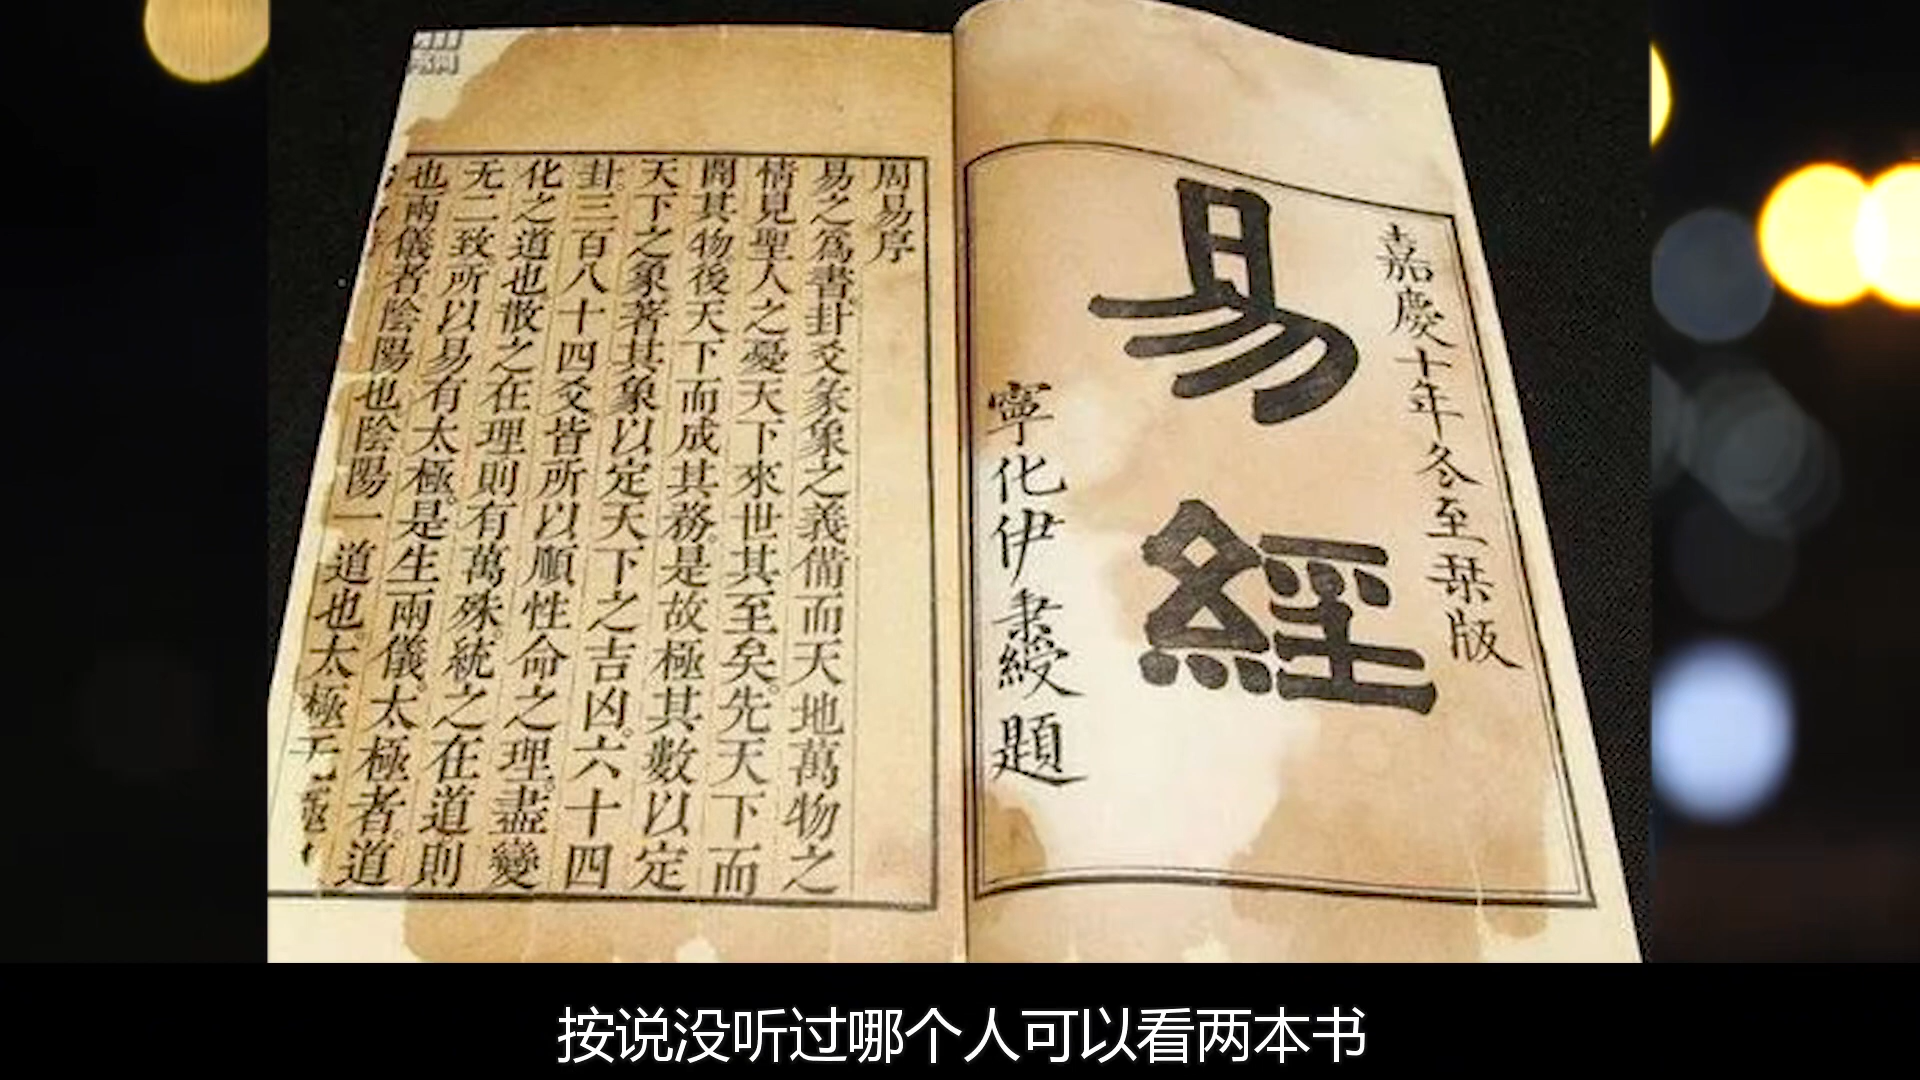 嘉慶十年冬至栞版
易經
寧化伊秉綬題
周易序
易之爲書。卦爻彖象之義備而天地萬物之
情見聖人之憂天下來世其至矣。先天下而
開其物後天下而成其務。是故極其數以定
天下之象著其象以定天下之吉凶。六十四
卦。三百八十四爻皆所以順性命之理。盡變
化之道也散之在理則有萬殊。統之在道則
无二致所以易有太極。是生兩儀。太極者。道
也兩儀者。陰陽也陰陽一道也。太極
按说没听过哪个人可以看两本书